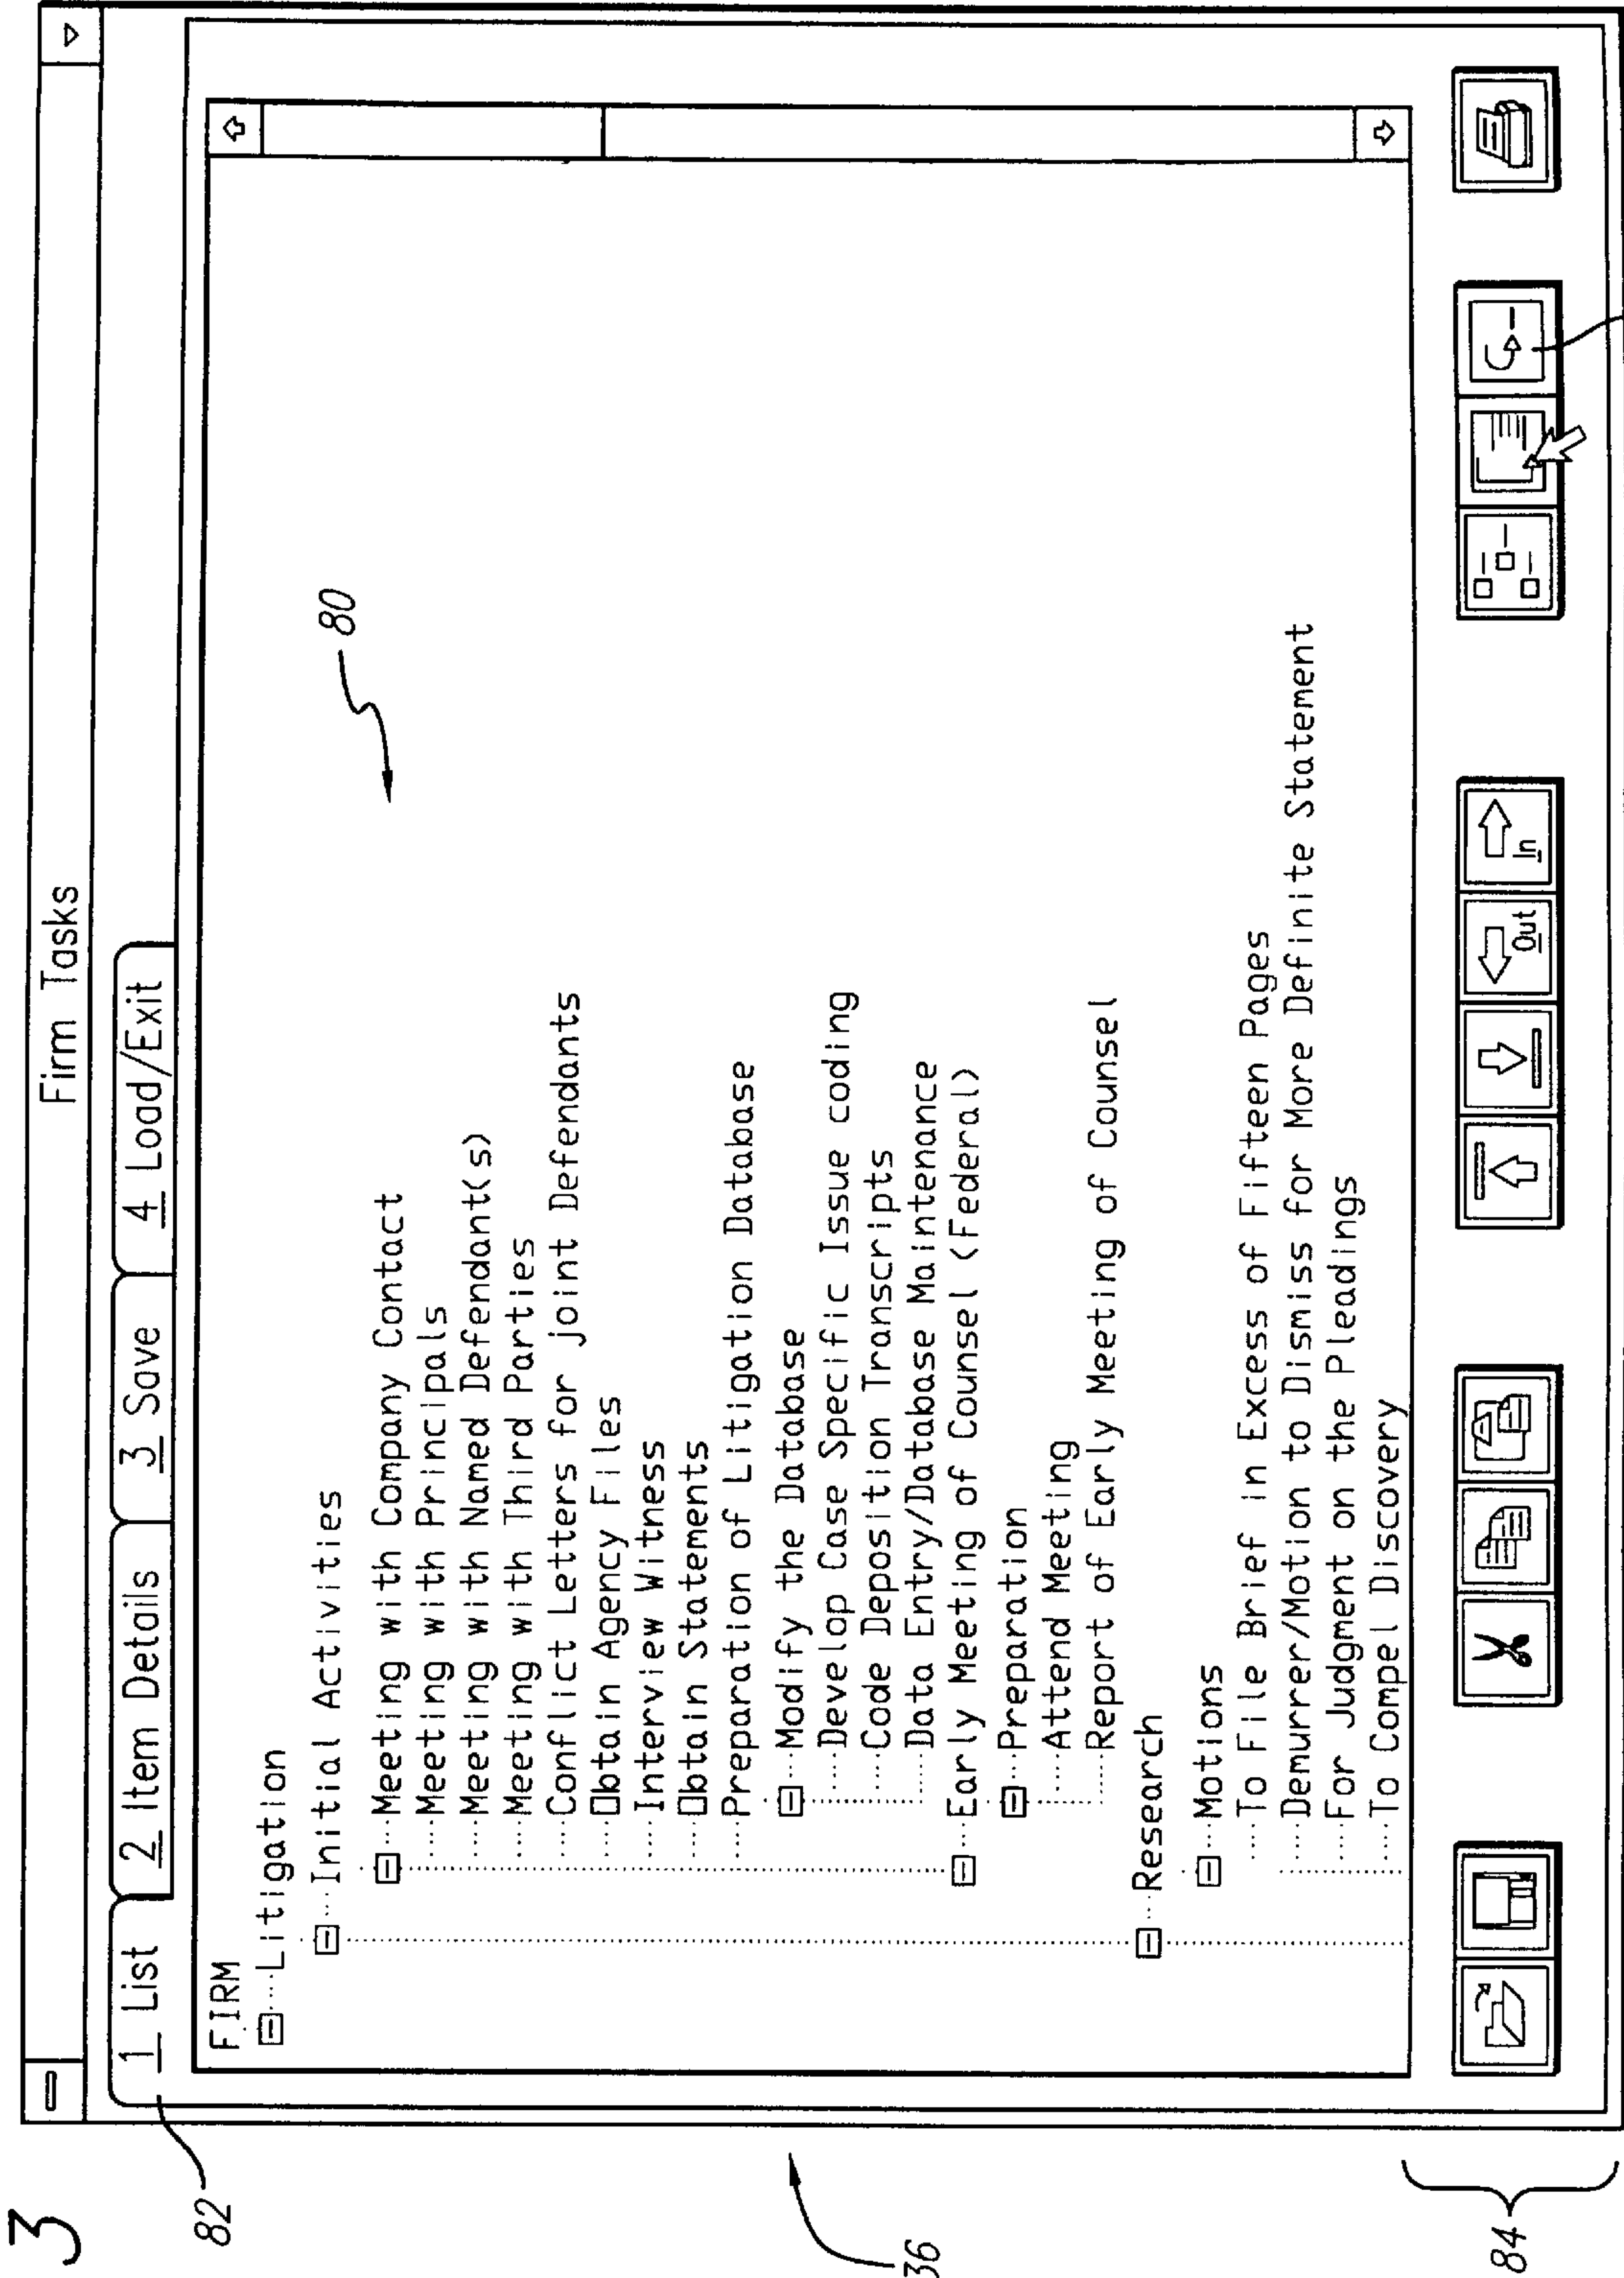 3
Firm Tasks
82
1 List
2 Item Details
3 Save
4 Load/Exit
FIRM
Litigation
Initial Activities
80
Meeting with Company Contact
Meeting with Principals
Meeting with Named Defendant(s)
Meeting with Third Parties
Conflict Letters for joint Defendants
Obtain Agency Files
Interview Witness
Obtain Statements
Preparation of Litigation Database
Modify the Database
Develop Case Specific Issue coding
Code Deposition Transcripts
Data Entry/Database Maintenance
Early Meeting of Counsel (Federal)
Preparation
Attend Meeting
Report of Early Meeting of Counsel
Research
Motions
To File Brief in Excess of Fifteen Pages
Demurrer/Motion to Dismiss for More Definite Statement
For Judgment on the Pleadings
To Compel Discovery
36
84
Out
In